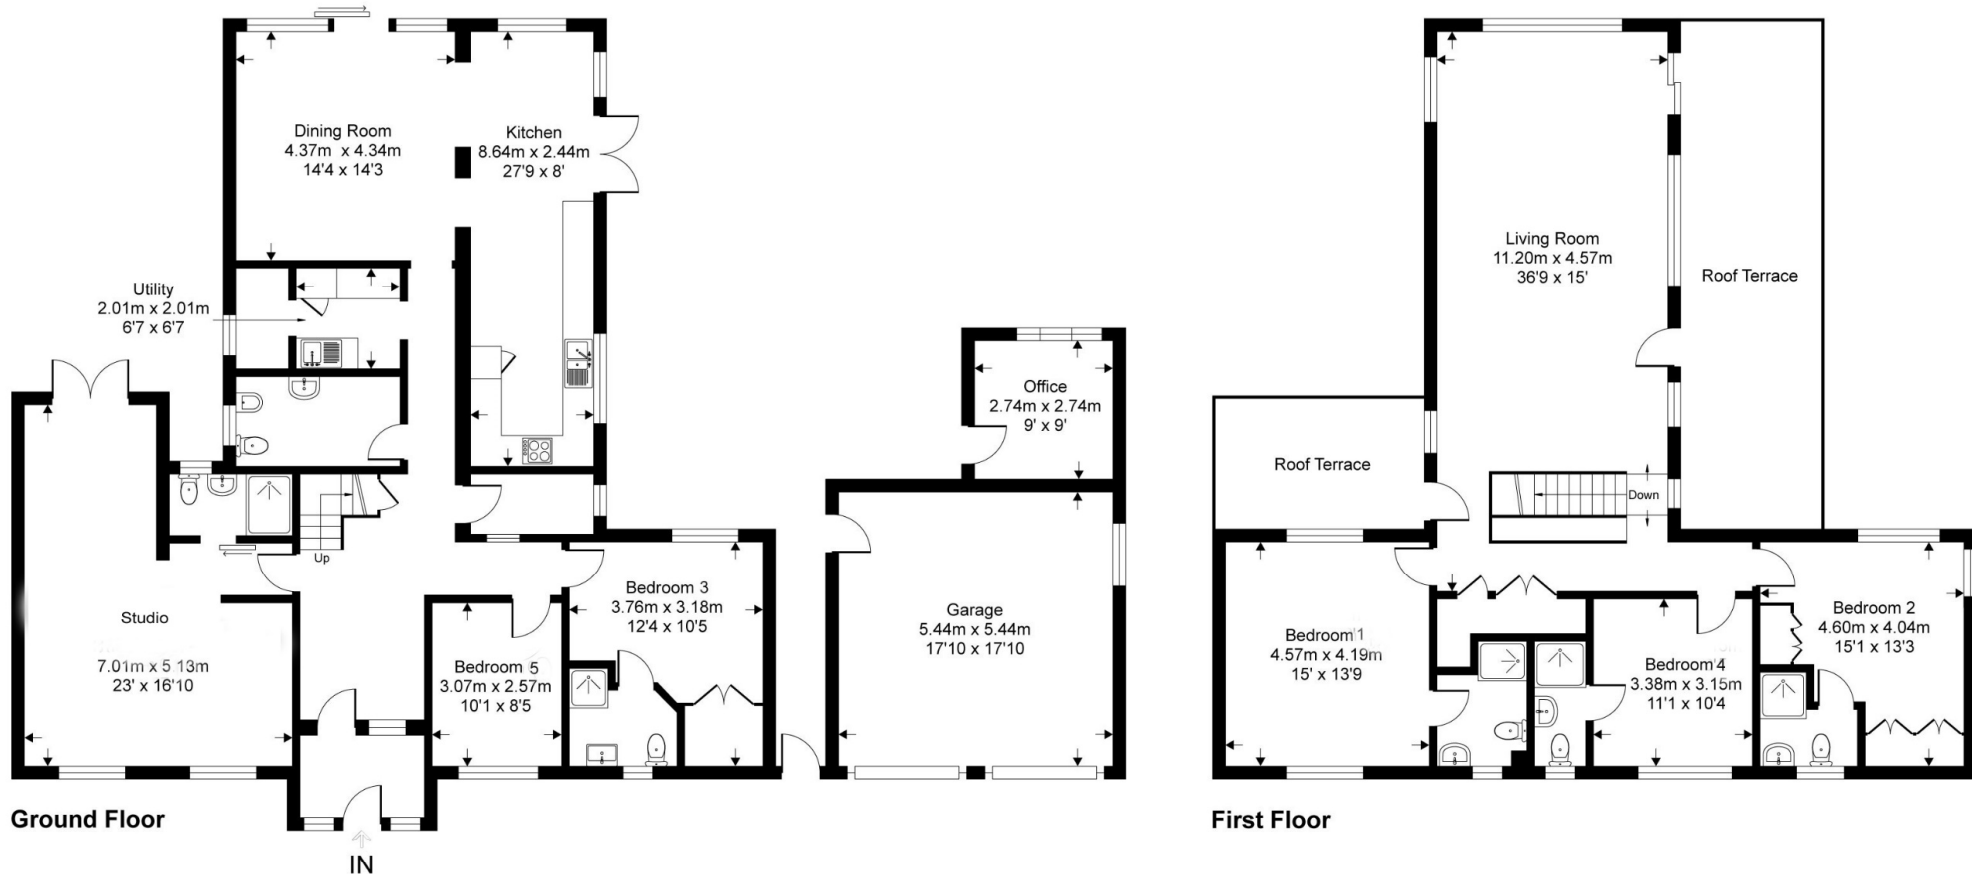 Dining Room
4.37m x 4.34m
14'4 x 14'3
Kitchen
8.64m x 2.44m
27'9 x 8'
Utility
2.01m x 2.01m
6'7 x 6'7
Up
Studio
7.01m x 5.13m
23' x 16'10
Bedroom 3
3.76m x 3.18m
12'4 x 10'5
Bedroom 5
3.07m x 2.57m
10'1 x 8'5
Office
2.74m x 2.74m
9' x 9'
Garage
5.44m x 5.44m
17'10 x 17'10
Ground Floor
IN
Living Room
11.20m x 4.57m
36'9 x 15'
Roof Terrace
Roof Terrace
Down
Bedroom 1
4.57m x 4.19m
15' x 13'9
Bedroom 4
3.38m x 3.15m
11'1 x 10'4
Bedroom 2
4.60m x 4.04m
15'1 x 13'3
First Floor